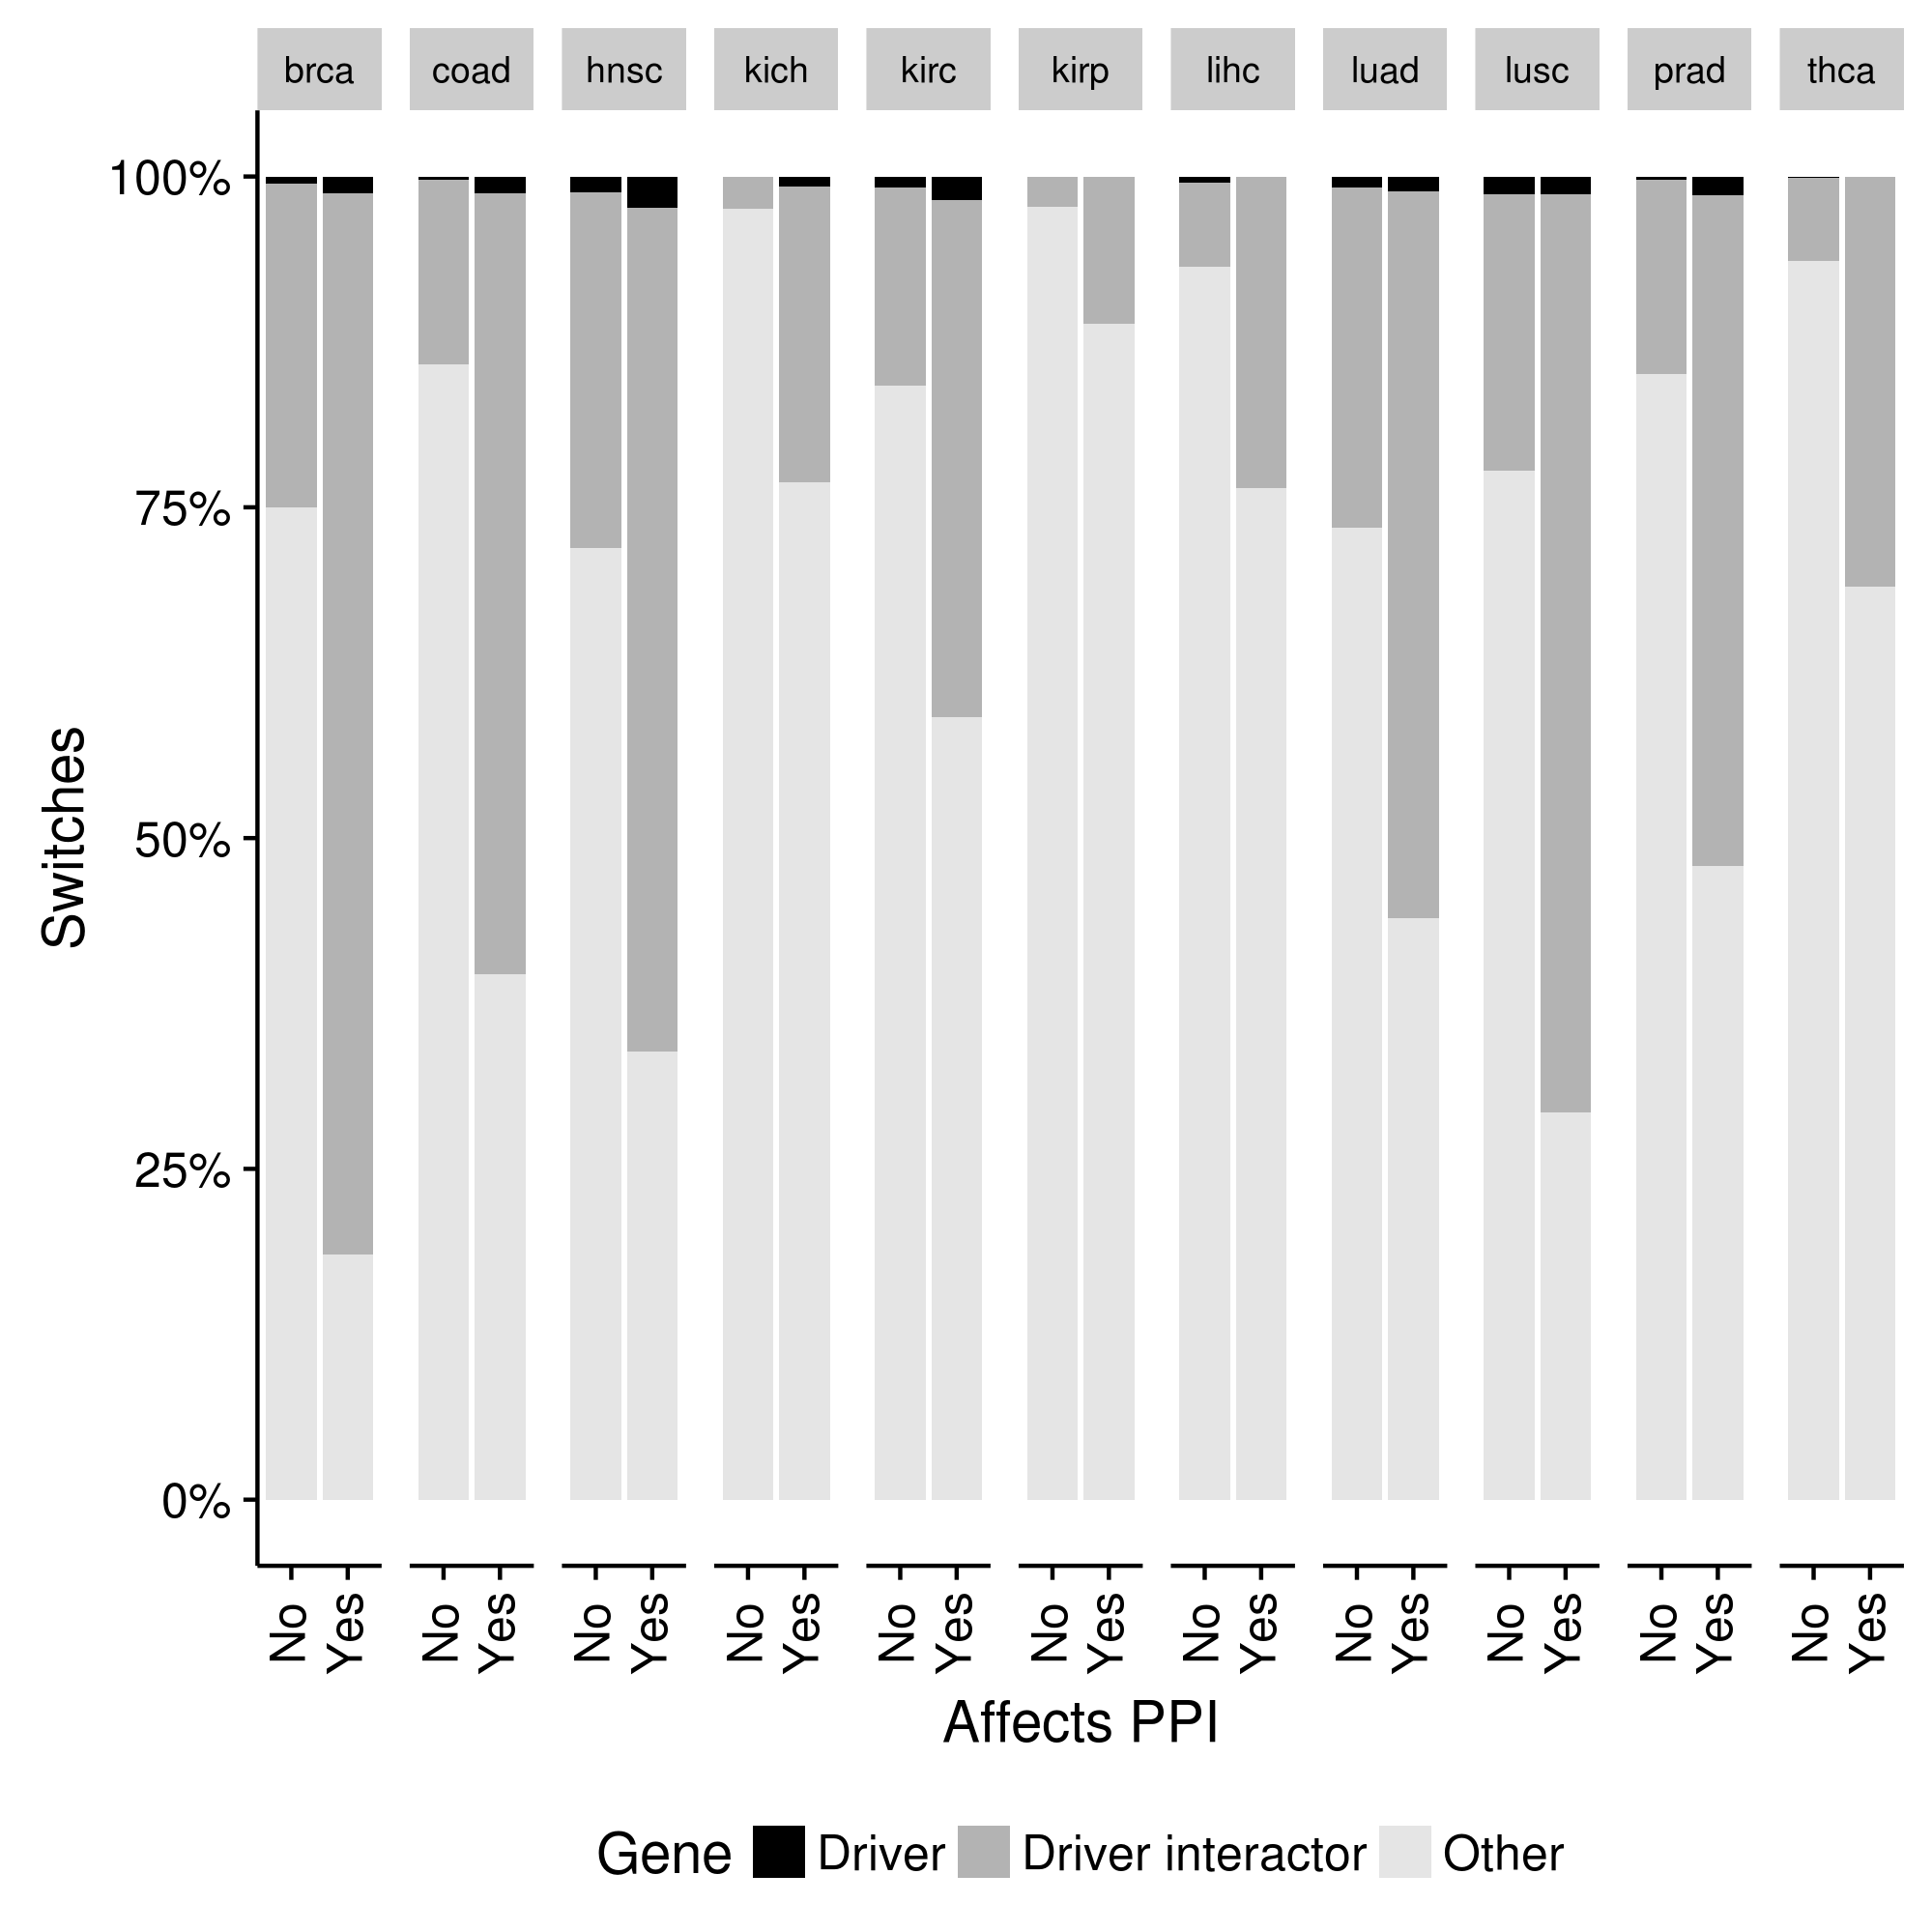 brca coad hnsc kich kirc kirp lihc luad lusc prad thca
100%
75%
50%
25%
0%
Switches
No Yes No Yes No Yes No Yes No Yes No Yes No Yes No Yes No Yes No Yes No Yes
Affects PPI
Gene Driver Driver interactor Other